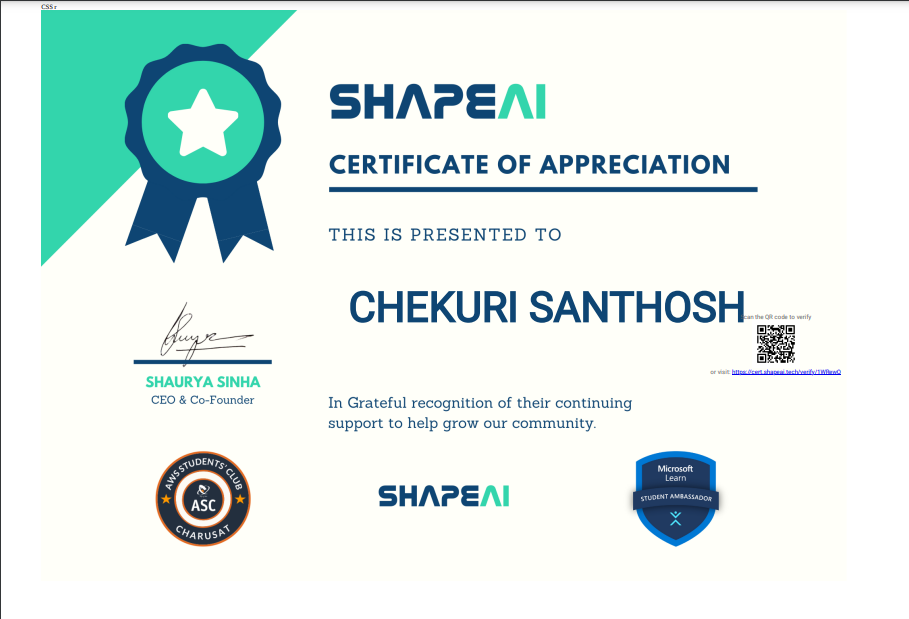 CSS r
SHAPEAI
CERTIFICATE OF APPRECIATION
THIS IS PRESENTED TO
CHEKURI SANTHOSH
can the QR code to verify
or visit: https://cert.shapeai.tech/verify/1WRewO
SHAURYA SINHA
CEO & Co-Founder
In Grateful recognition of their continuing
support to help grow our community.
AWS STUDENTS' CLUB
ASC
CHARUSAT
SHAPEAI
Microsoft
Learn
STUDENT AMBASSADOR